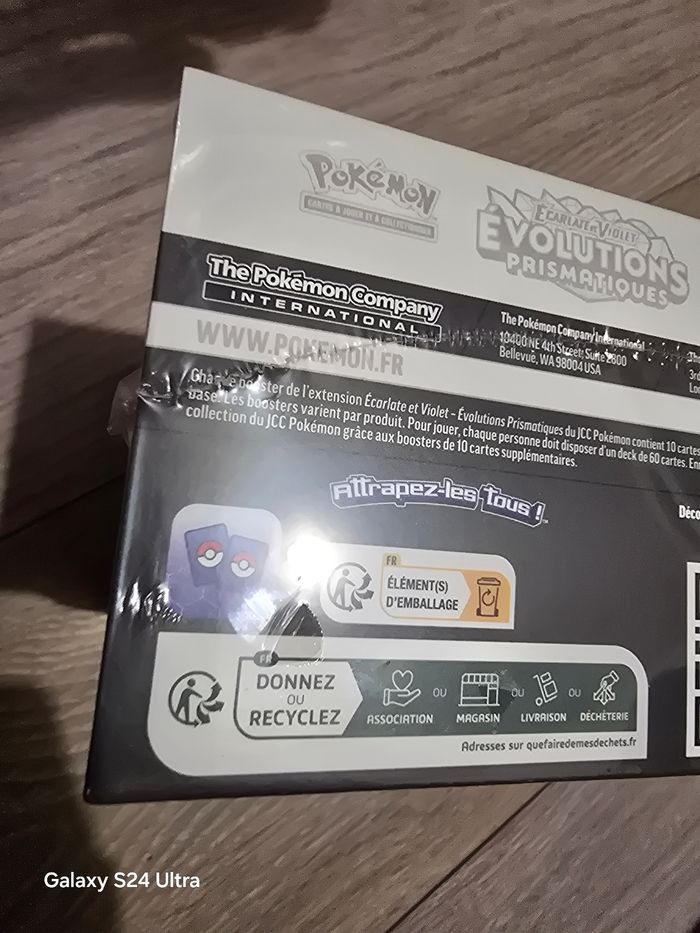 POKéMON
CARTES À JOUER ET À COLLECTIONNER
ÉCARLATE ET VIOLET
ÉVOLUTIONS
PRISMATIQUES
The Pokémon Company
INTERNATIONAL
The Pokémon Company International
10400 NE 4th Street, Suite 2800
Bellevue, WA 98004 USA
3rd
WWW.POKEMON.FR
booster de l'extension Écarlate et Violet – Évolutions Prismatiques du JCC Pokémon contient 10 cartes
base. Les boosters varient par produit. Pour jouer, chaque personne doit disposer d'un deck de 60 cartes.
collection du JCC Pokémon grâce aux boosters de 10 cartes supplémentaires.
Attrapez-les Tous !
Déco
FR
ÉLÉMENT(S)
D'EMBALLAGE
FR
DONNEZ
OU
RECYCLEZ
ASSOCIATION OU MAGASIN OU LIVRAISON OU DÉCHÈTERIE
Adresses sur quefairedemesdechets.fr
Galaxy S24 Ultra